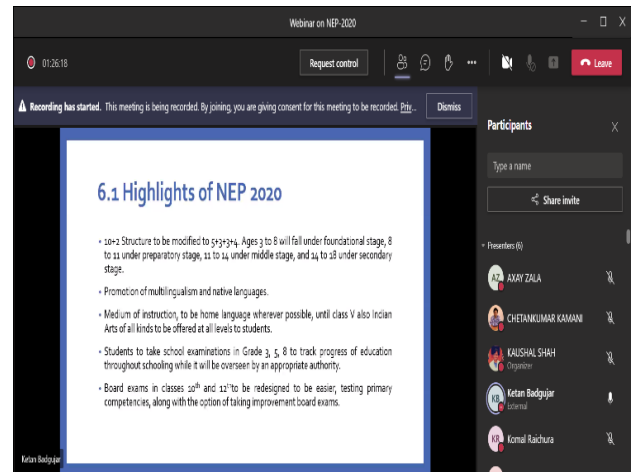 Webinar on NEP-2020
01:26:18
Request control
Leave
Recording has started. This meeting is being recorded. By joining, you are giving consent for this meeting to be recorded. Priv...
Dismiss
6.1 Highlights of NEP 2020
• 10+2 Structure to be modified to 5+3+3+4. Ages 3 to 8 will fall under foundational stage, 8
to 11 under preparatory stage, 11 to 14 under middle stage, and 14 to 18 under secondary
stage.
• Promotion of multilingualism and native languages.
• Medium of instruction, to be home language wherever possible, until class V also Indian
Arts of all kinds to be offered at all levels to students.
• Students to take school examinations in Grade 3, 5, 8 to track progress of education
throughout schooling while it will be overseen by an appropriate authority.
• Board exams in classes 10th and 12th to be redesigned to be easier, testing primary
competencies, along with the option of taking improvement board exams.
Ketan Badgujar
Participants
Type a name
Share invite
Presenters (6)
AZ
AXAY ZALA
CHETANKUMAR KAMANI
KAUSHAL SHAH
Organizer
KB
Ketan Badgujar
External
KR
Komal Raichura